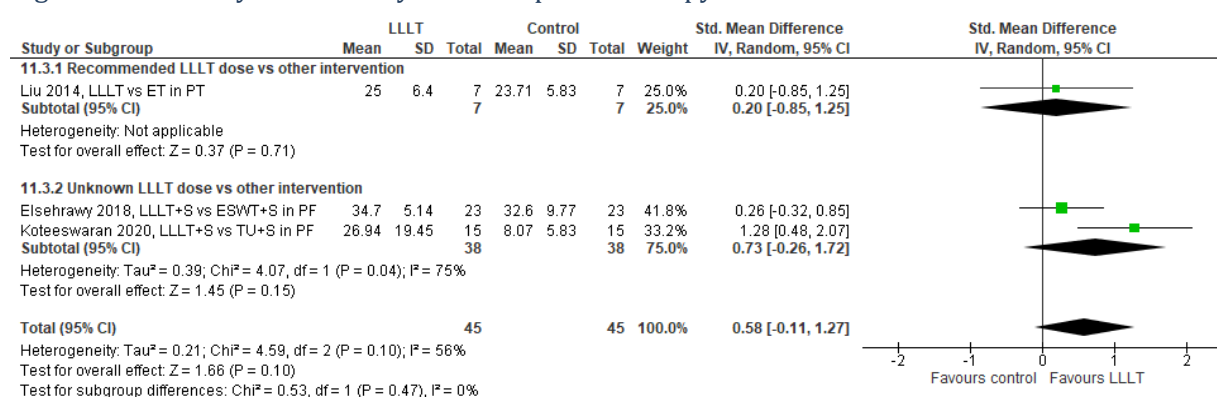 LLLT Control Std. Mean Difference Std. Mean Difference
Study or Subgroup Mean SD Total Mean SD Total Weight IV, Random, 95% CI IV, Random, 95% CI
11.3.1 Recommended LLLT dose vs other intervention
Liu 2014, LLLT vs ET in PT 25 6.4 7 23.71 5.83 7 25.0% 0.20 [-0.85, 1.25]
Subtotal (95% CI) 7 7 25.0% 0.20 [-0.85, 1.25]
Heterogeneity: Not applicable
Test for overall effect: Z = 0.37 (P = 0.71)
11.3.2 Unknown LLLT dose vs other intervention
Elsehrawy 2018, LLLT+S vs ESWT+S in PF 34.7 5.14 23 32.6 9.77 23 41.8% 0.26 [-0.32, 0.85]
Koteeswaran 2020, LLLT+S vs TU+S in PF 26.94 19.45 15 8.07 5.83 15 33.2% 1.28 [0.48, 2.07]
Subtotal (95% CI) 38 38 75.0% 0.73 [-0.26, 1.72]
Heterogeneity: Tau² = 0.39; Chi² = 4.07, df = 1 (P = 0.04); I² = 75%
Test for overall effect: Z = 1.45 (P = 0.15)
Total (95% CI) 45 45 100.0% 0.58 [-0.11, 1.27]
Heterogeneity: Tau² = 0.21; Chi² = 4.59, df = 2 (P = 0.10); I² = 56%
Test for overall effect: Z = 1.66 (P = 0.10)
Test for subgroup differences: Chi² = 0.53, df = 1 (P = 0.47), I² = 0%
-2 -1 0 1 2
Favours control Favours LLLT